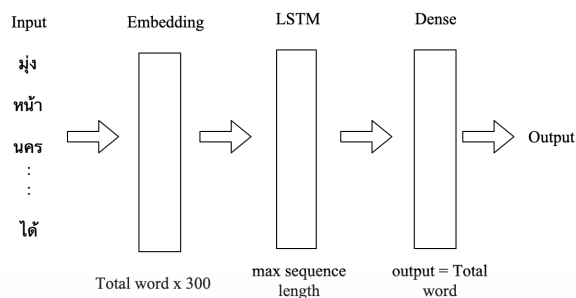 Input
Embedding
LSTM
Dense
มุ่ง
หน้า
นคร
:
:
ได้
Output
Total word x 300
max sequence
length
output = Total
word